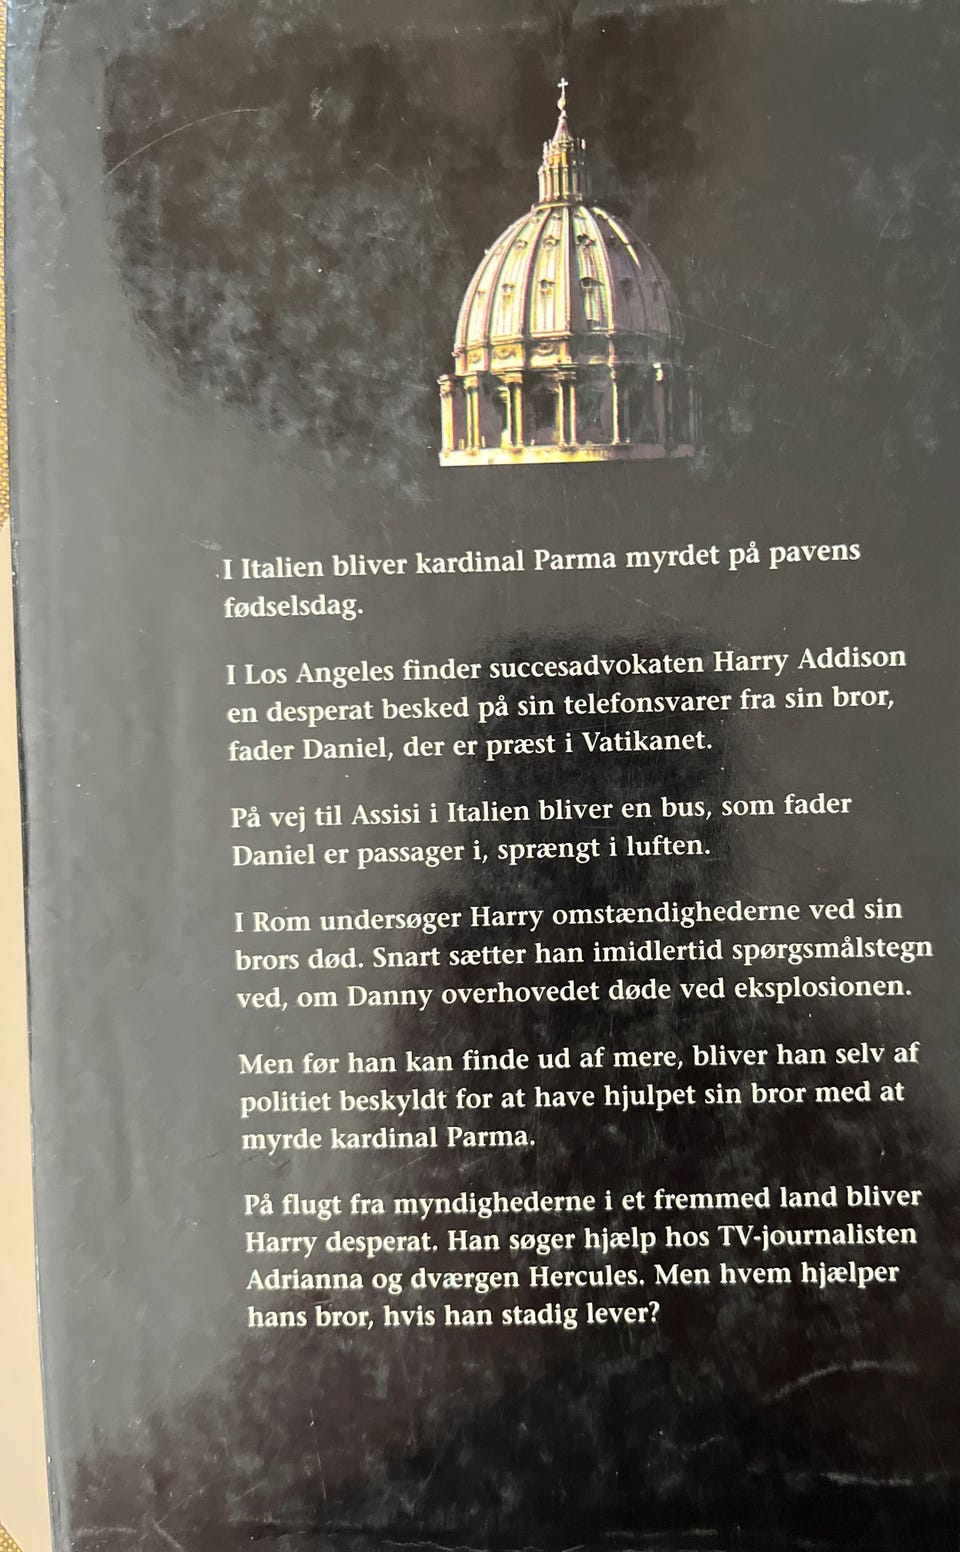 I Italien bliver kardinal Parma myrdet på pavens
fødselsdag.
I Los Angeles finder succesadvokaten Harry Addison
en desperat besked på sin telefonsvarer fra sin bror,
fader Daniel, der er præst i Vatikanet.
På vej til Assisi i Italien bliver en bus, som fader
Daniel er passager i, sprængt i luften.
I Rom undersøger Harry omstændighederne ved sin
brors død. Snart sætter han imidlertid spørgsmålstegn
ved, om Danny overhovedet døde ved eksplosionen.
Men før han kan finde ud af mere, bliver han selv af
politiet beskyldt for at have hjulpet sin bror med at
myrde kardinal Parma.
På flugt fra myndighederne i et fremmed land bliver
Harry desperat. Han søger hjælp hos TV-journalisten
Adrianna og dværgen Hercules. Men hvem hjælper
hans bror, hvis han stadig lever?